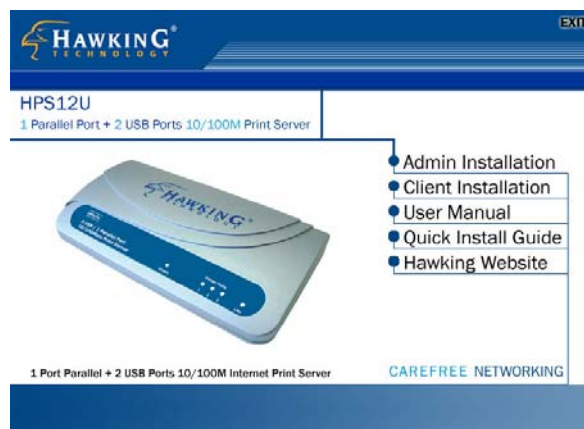 HAWKING
TECHNOLOGY
EXIT
HPS12U
1 Parallel Port + 2 USB Ports 10/100M Print Server
Admin Installation
Client Installation
User Manual
Quick Install Guide
Hawking Website
HAWKING
TECHNOLOGY
1 Port Parallel + 2 USB Ports 10/100M Internet Print Server
CAREFREE NETWORKING